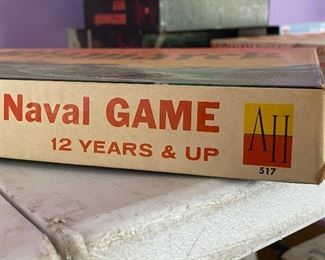 Naval GAME
12 YEARS & UP
AH
517